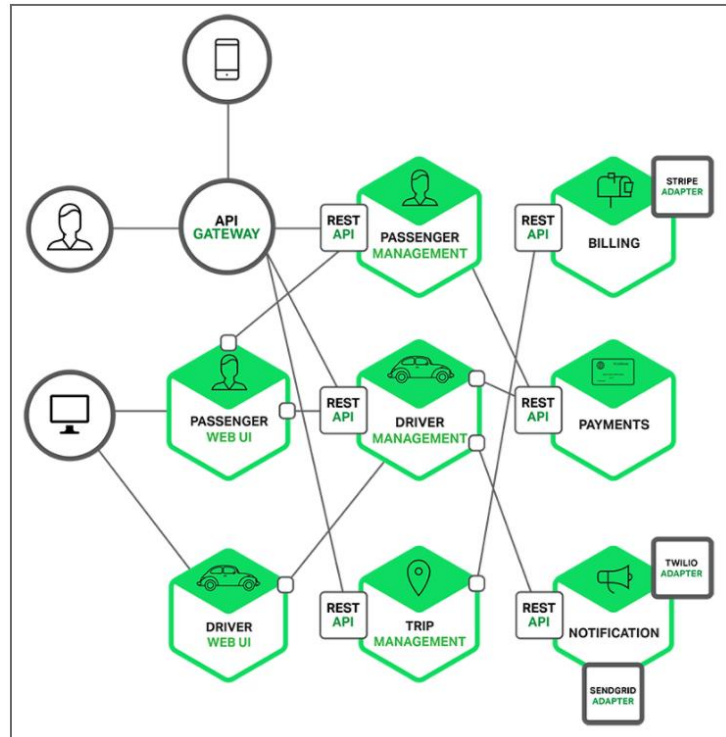 API
GATEWAY
REST
API
PASSENGER
MANAGEMENT
REST
API
BILLING
STRIPE
ADAPTER
PASSENGER
WEB UI
REST
API
DRIVER
MANAGEMENT
REST
API
PAYMENTS
DRIVER
WEB UI
REST
API
TRIP
MANAGEMENT
REST
API
NOTIFICATION
TWILIO
ADAPTER
SENDGRID
ADAPTER